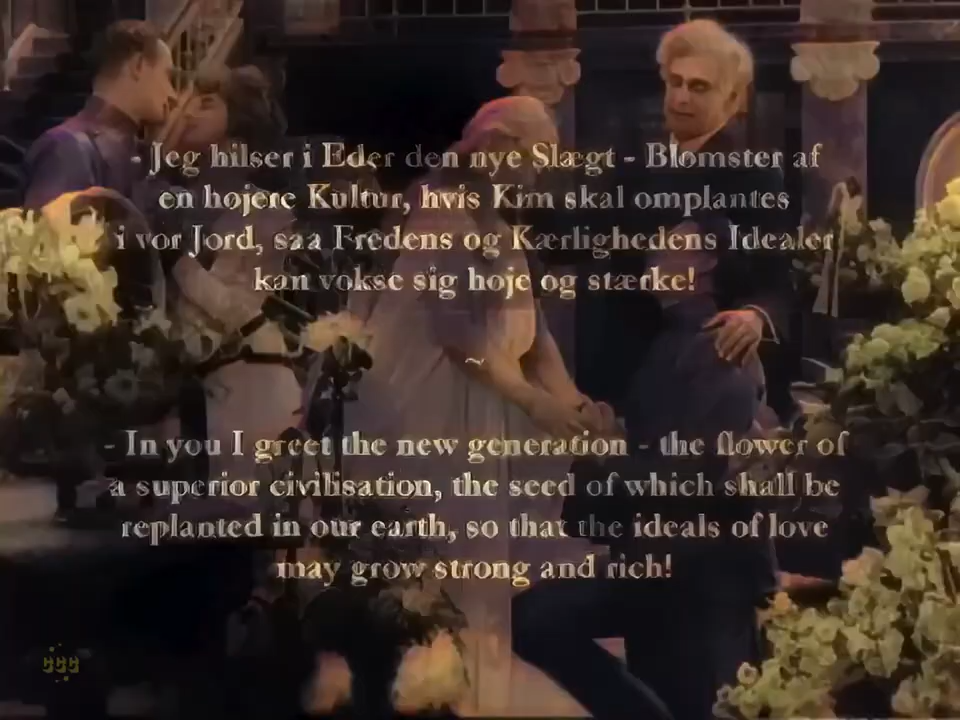 - Jeg hilser i Eder den nye Slægt - Blomster af
en hojere Kultur, hvis Kim skal omplantes
i vor Jord, saa Fredens og Kærlighedens Idealer
kan vokse sig hoje og stærke!
- In you I greet the new generation - the flower of
a superior civilisation, the seed of which shall be
replanted in our earth, so that the ideals of love
may grow strong and rich!
CCC